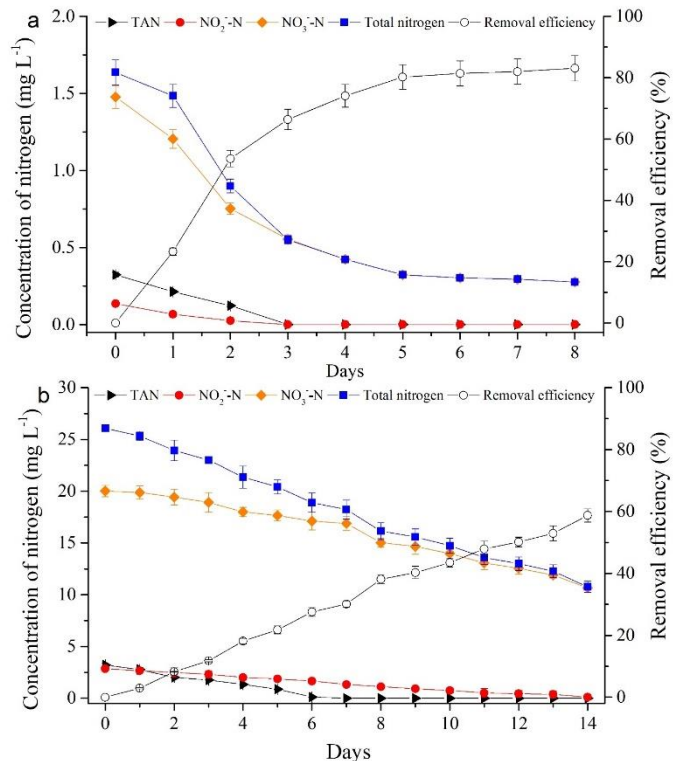 a
TAN NO₂⁻-N NO₃⁻-N Total nitrogen Removal efficiency
2.0
1.5
1.0
0.5
0.0
Concentration of nitrogen (mg L⁻¹)
100
80
60
40
20
0
Removal efficiency (%)
0 1 2 3 4 5 6 7 8
Days
b
TAN NO₂⁻-N NO₃⁻-N Total nitrogen Removal efficiency
30
25
20
15
10
5
0
Concentration of nitrogen (mg L⁻¹)
100
80
60
40
20
0
Removal efficiency (%)
0 2 4 6 8 10 12 14
Days